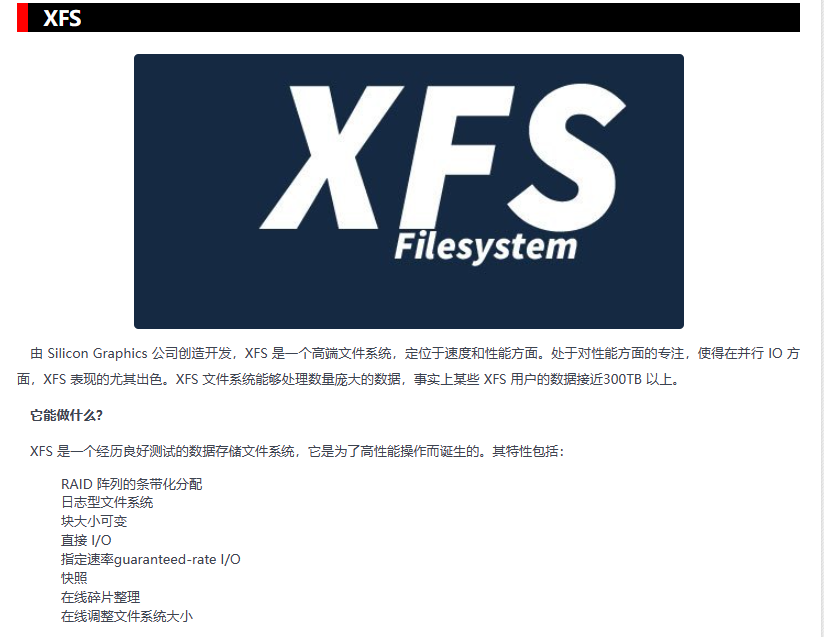 XFS
XFS
Filesystem
由 Silicon Graphics 公司创造开发，XFS 是一个高端文件系统，定位于速度和性能方面。处于对性能方面的专注，使得在并行 IO 方
面，XFS 表现的尤其出色。XFS 文件系统能够处理数量庞大的数据，事实上某些 XFS 用户的数据接近300TB 以上。
它能做什么?
XFS 是一个经历良好测试的数据存储文件系统，它是为了高性能操作而诞生的。其特性包括：
RAID 阵列的条带化分配
日志型文件系统
块大小可变
直接 I/O
指定速率guaranteed-rate I/O
快照
在线碎片整理
在线调整文件系统大小